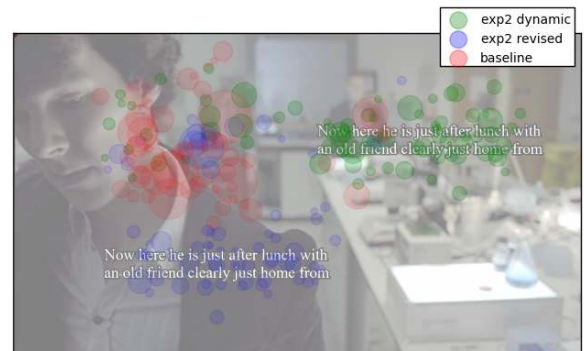 exp2 dynamic
exp2 revised
baseline
Now here he is just after lunch with
an old friend clearly just home from
Now here he is just after lunch with
an old friend clearly just home from